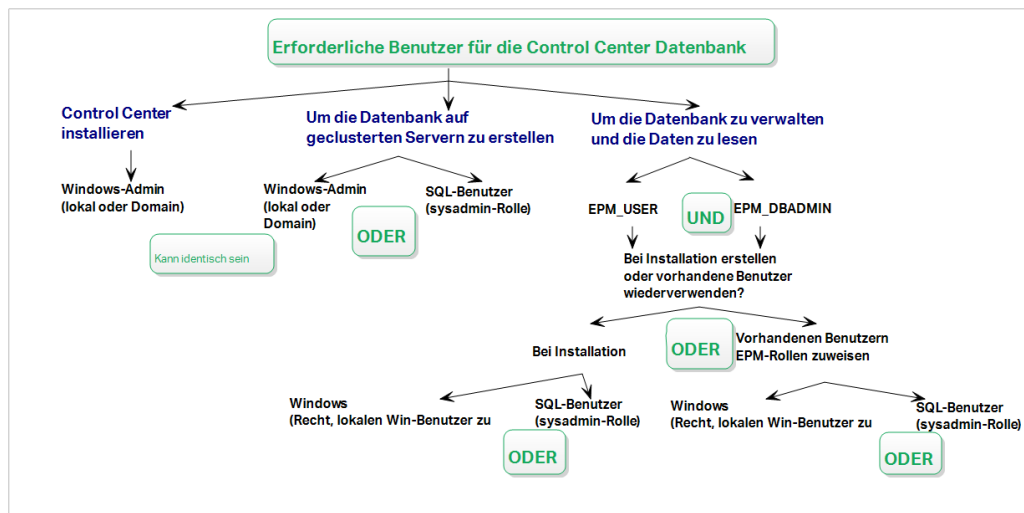 Erforderliche Benutzer für die Control Center Datenbank
Control Center
installieren
Um die Datenbank auf
geclusterten Servern zu erstellen
Um die Datenbank zu verwalten
und die Daten zu lesen
Windows-Admin
(lokal oder Domain)
Windows-Admin
(lokal oder
Domain)
ODER
SQL-Benutzer
(sysadmin-Rolle)
Kann identisch sein
EPM_USER
UND
EPM_DBADMIN
Bei Installation erstellen
oder vorhandene Benutzer
wiederverwenden?
Bei Installation
ODER
Vorhandenen Benutzern
EPM-Rollen zuweisen
Windows
(Recht, lokalen Win-Benutzer zu
SQL-Benutzer
(sysadmin-Rolle)
ODER
Windows
(Recht, lokalen Win-Benutzer zu
SQL-Benutzer
(sysadmin-Rolle)
ODER